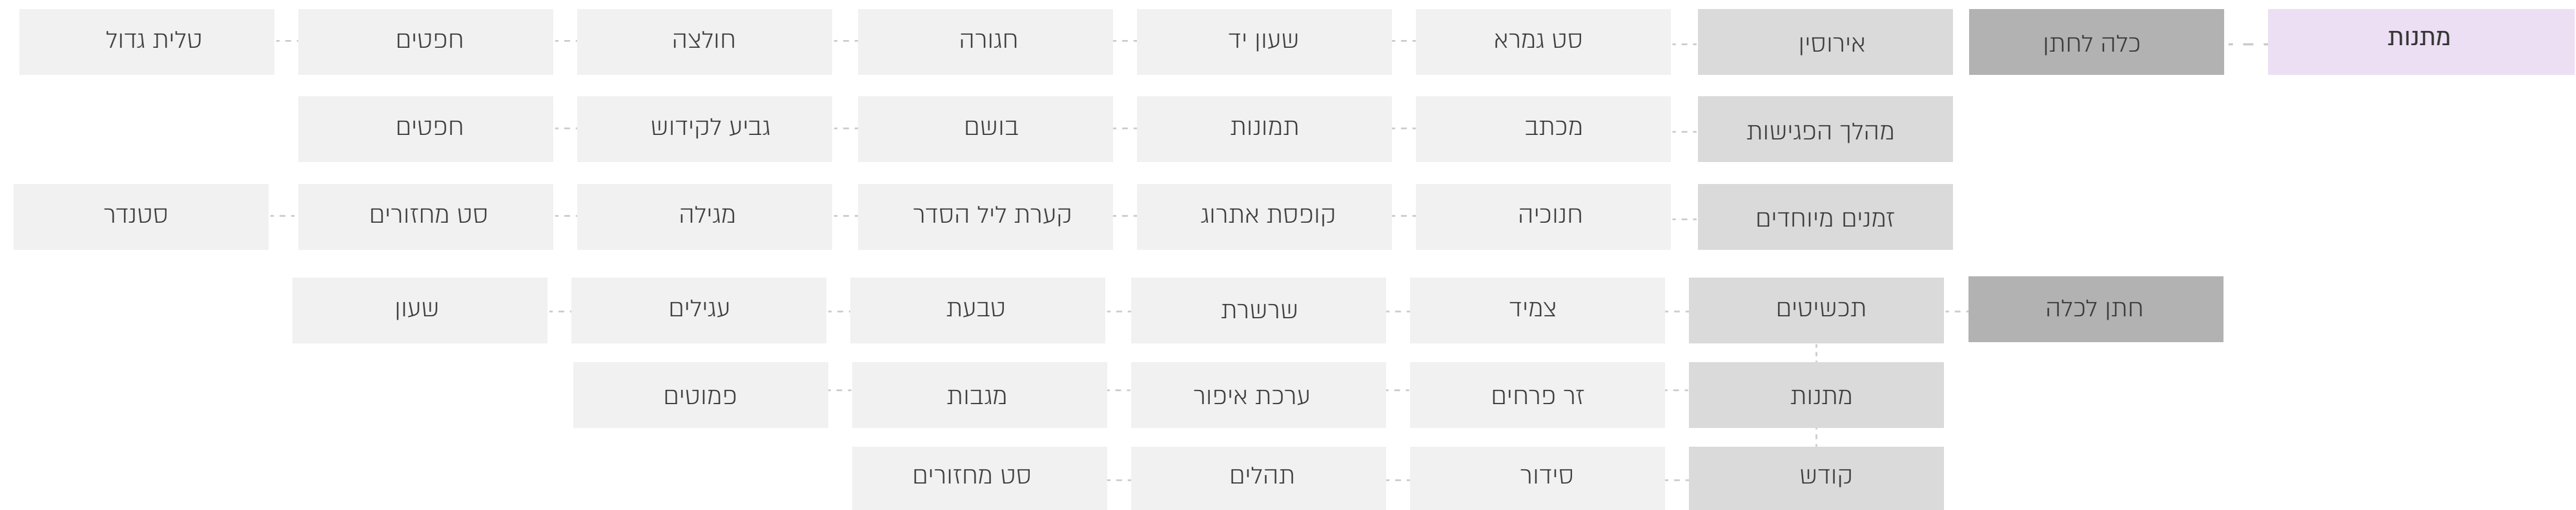 מתנות
כלה לחתן
אירוסין
סט גמרא
שעון יד
חגורה
חולצה
חפטים
טלית גדול
מהלך הפגישות
מכתב
תמונות
בושם
גביע לקידוש
חפטים
זמנים מיוחדים
חנוכיה
קופסת אתרוג
קערת ליל הסדר
מגילה
סט מחזורים
סטנדר
חתן לכלה
תכשיטים
צמיד
שרשרת
טבעת
עגילים
שעון
מתנות
זר פרחים
ערכת איפור
מגבות
פמוטים
קודש
סידור
תהלים
סט מחזורים